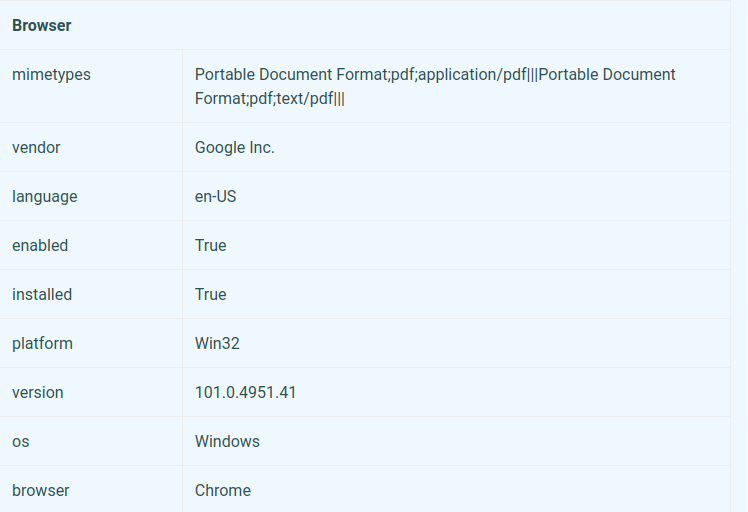 Browser
mimetypes Portable Document Format;pdf;application/pdf|||Portable Document
Format;pdf;text/pdf|||
vendor Google Inc.
language en-US
enabled True
installed True
platform Win32
version 101.0.4951.41
os Windows
browser Chrome